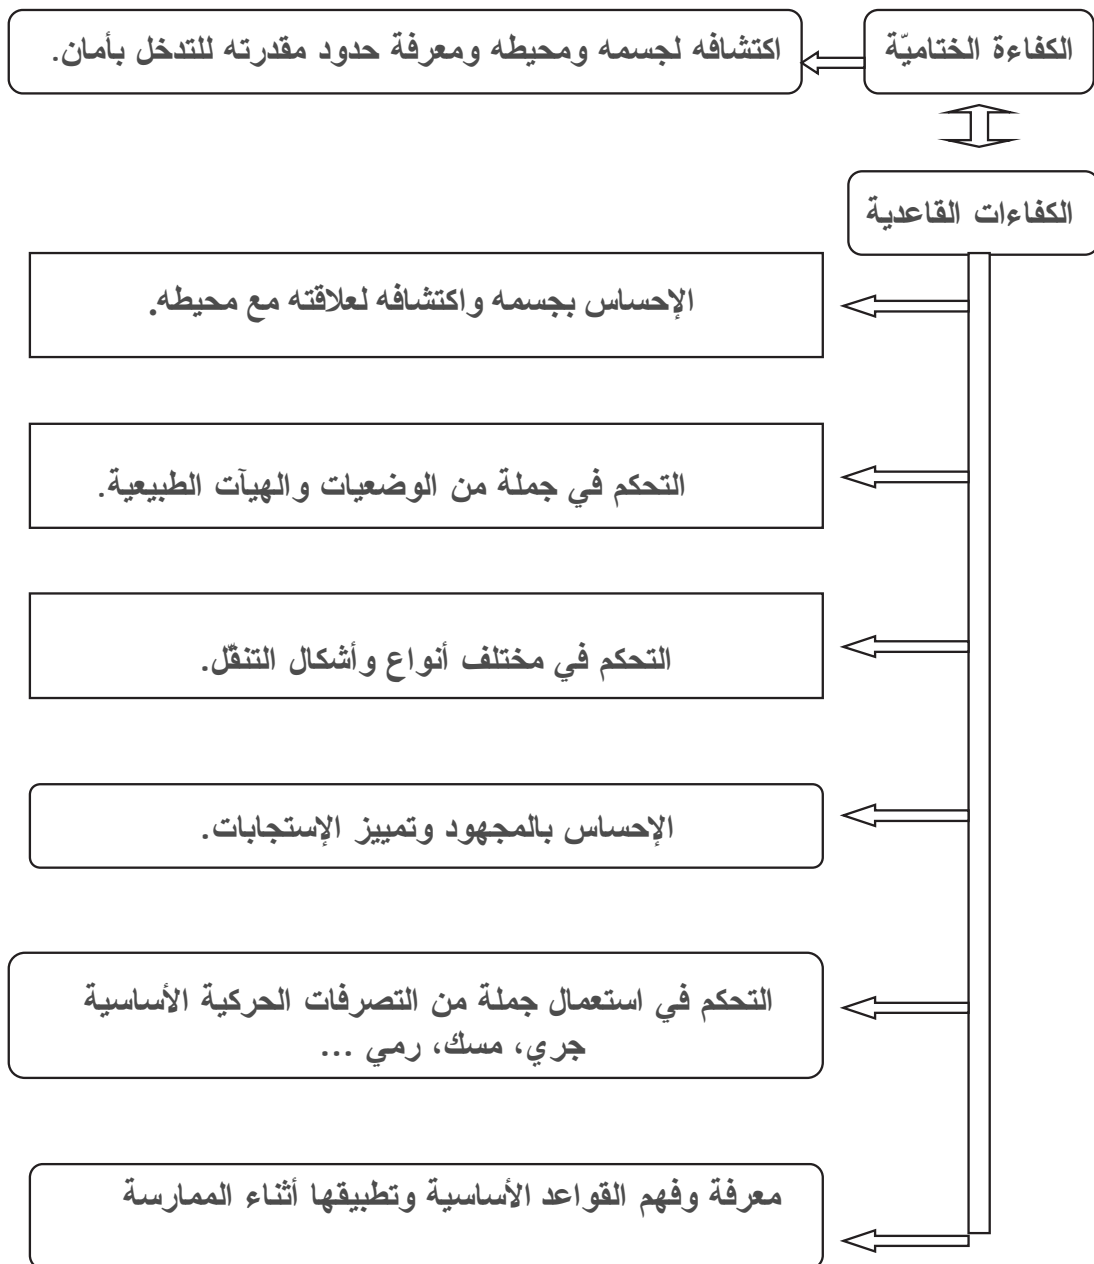 الكفاءة الختاميّة
اكتشافه لجسمه ومحيطه ومعرفة حدود مقدرته للتدخل بأمان.
الكفاءات القاعدية
الإحساس بجسمه واكتشافه لعلاقته مع محيطه.
التحكم في جملة من الوضعيات والهيآت الطبيعية.
التحكم في مختلف أنواع وأشكال التنقّل.
الإحساس بالمجهود وتمييز الإستجابات.
التحكم في استعمال جملة من التصرفات الحركية الأساسية
جري، مسك، رمي ...
معرفة وفهم القواعد الأساسية وتطبيقها أثناء الممارسة